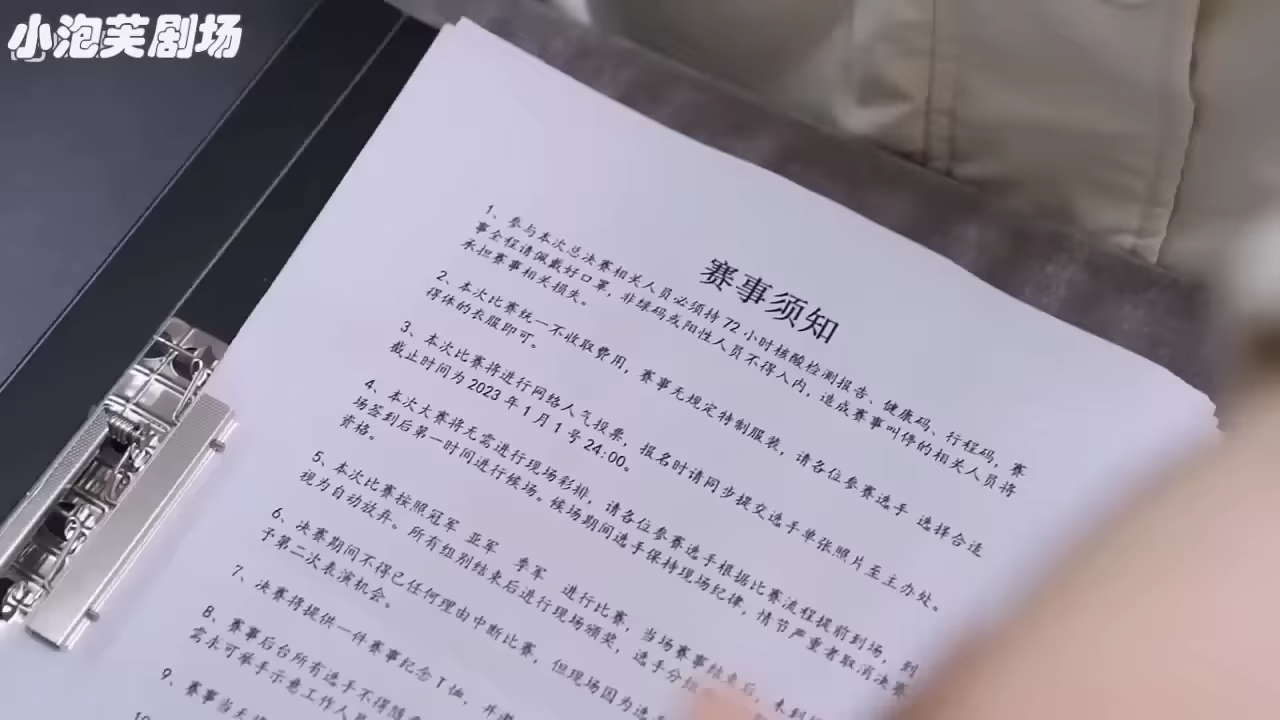 小泡芙剧场
赛事须知
1、参与本次总决赛相关人员必须持72小时核酸检测报告、健康码、行程码，赛
事全程请佩戴好口罩，非绿码或阳性人员不得入内，造成赛事叫停的相关人员将
承担赛事相关损失。
2、本次比赛统一不收取费用，赛事无规定特制服装，请各位参赛选手 选择合适
得体的衣服即可。
3、本次比赛将进行网络人气投票，报名时请同步提交选手单张照片至主办处。
截止时间为2023年1月1号24:00。
4、本次大赛将无需进行现场彩排，请各位参赛选手根据比赛流程提前到场，到
场签到后第一时间进行候场。候场期间选手保持现场纪律，情节严重者取消决赛
资格。
5、本次比赛按照冠军 亚军 季军 进行比赛，当场赛事结束后，未到
视为自动放弃。所有组别结束后进行现场颁奖，选手分组
6、决赛期间不得已任何理由中断比赛，但现场因为选手
予第二次表演机会。
7、决赛将提供一件赛事纪念T恤，并邀
8、赛事后台所有选手不得随意
需未可举手示意工作人员
9、赛事当天
10